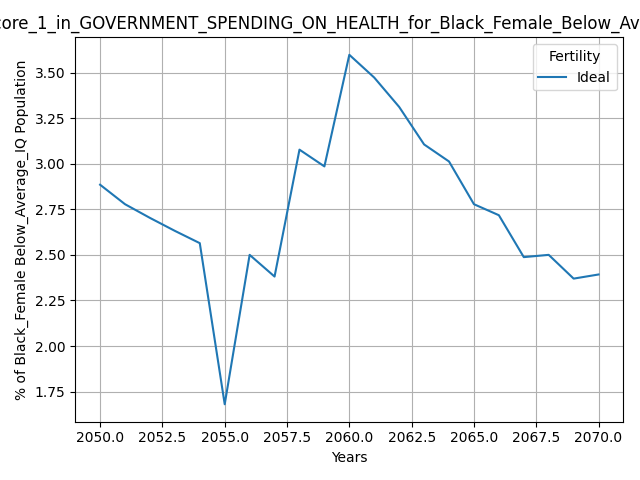 core_1_in_GOVERNMENT_SPENDING_ON_HEALTH_for_Black_Female_Below_Av
Fertility
Ideal
% of Black_Female Below_Average_IQ Population
3.50
3.25
3.00
2.75
2.50
2.25
2.00
1.75
2050.0 2052.5 2055.0 2057.5 2060.0 2062.5 2065.0 2067.5 2070.0
Years